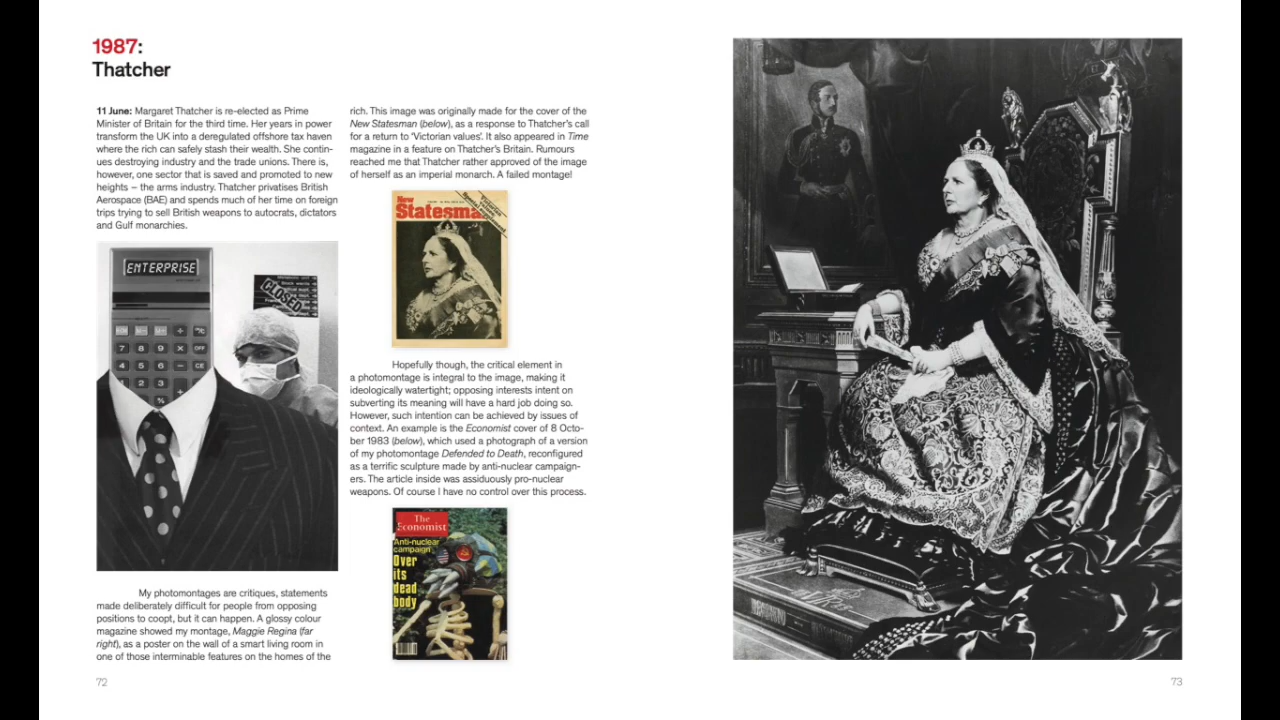 1987:
Thatcher
11 June: Margaret Thatcher is re-elected as Prime
Minister of Britain for the third time. Her years in power
transform the UK into a deregulated offshore tax haven
where the rich can safely stash their wealth. She contin-
ues destroying industry and the trade unions. There is,
however, one sector that is saved and promoted to new
heights – the arms industry. Thatcher privatises British
Aerospace (BAE) and spends much of her time on foreign
trips trying to sell British weapons to autocrats, dictators
and Gulf monarchies.
ENTERPRISE
CLOSED
7 8 9 X OFF
4 5 6 – CE
1 2 3 +
%
My photomontages are critiques, statements
made deliberately difficult for people from opposing
positions to coopt, but it can happen. A glossy colour
magazine showed my montage, Maggie Regina (far
right), as a poster on the wall of a smart living room in
one of those interminable features on the homes of the
72
rich. This image was originally made for the cover of the
New Statesman (below), as a response to Thatcher's call
for a return to 'Victorian values'. It also appeared in Time
magazine in a feature on Thatcher's Britain. Rumours
reached me that Thatcher rather approved of the image
of herself as an imperial monarch. A failed montage!
New
Statesma
Hopefully though, the critical element in
a photomontage is integral to the image, making it
ideologically watertight; opposing interests intent on
subverting its meaning will have a hard job doing so.
However, such intention can be achieved by issues of
context. An example is the Economist cover of 8 Octo-
ber 1983 (below), which used a photograph of a version
of my photomontage Defended to Death, reconfigured
as a terrific sculpture made by anti-nuclear campaign-
ers. The article inside was assiduously pro-nuclear
weapons. Of course I have no control over this process.
The
Economist
Anti-nuclear
campaign
Over
its
dead
body
73